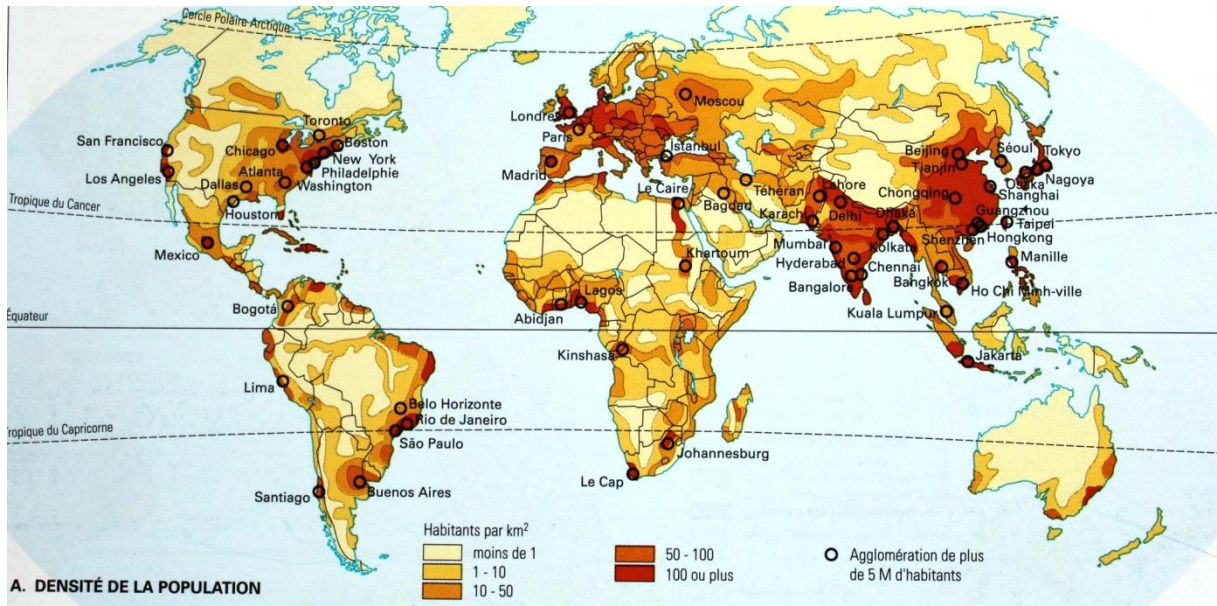 Cercle Polaire Arctique
Toronto
San Francisco
Chicago
Boston
New York
Philadelphie
Atlanta
Washington
Los Angeles
Dallas
Houston
Tropique du Cancer
Mexico
Bogotá
Équateur
Lima
Belo Horizonte
Rio de Janeiro
Tropique du Capricorne
São Paulo
Santiago
Buenos Aires
Londres
Paris
Moscou
Madrid
Istanbul
Le Caire
Bagdad
Téhéran
Khartoum
Lagos
Abidjan
Kinshasa
Johannesburg
Le Cap
Lahore
Karachi
Delhi
Dhaka
Mumbai
Kolkata
Hyderabad
Chennai
Bangalore
Beijing
Tianjin
Séoul
Tokyo
Nagoya
Osaka
Shanghai
Chongqing
Guangzhou
Taipei
Shenzhen
Hongkong
Manille
Bangkok
Ho Chi Minh-ville
Kuala Lumpur
Jakarta
Habitants par km²
moins de 1
1 - 10
10 - 50
50 - 100
100 ou plus
Agglomération de plus
de 5 M d'habitants
A. DENSITÉ DE LA POPULATION